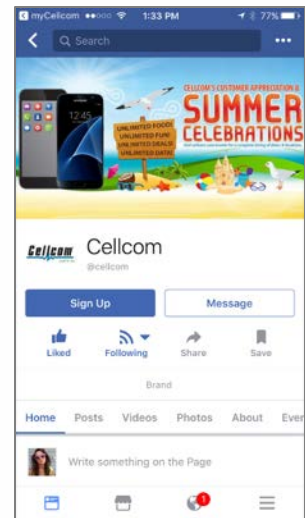 myCellcom 1:33 PM 77%
Search
12:45
UNLIMITED FOOD!
UNLIMITED FUN!
UNLIMITED DEALS!
UNLIMITED DATA!
CELLCOM'S CUSTOMER APPRECIATION &
SUMMER
CELEBRATIONS
Cellcom
Cellcom
@cellcom
Sign Up Message
Liked Following Share Save
Brand
Home Posts Videos Photos About Even
Write something on the Page
1